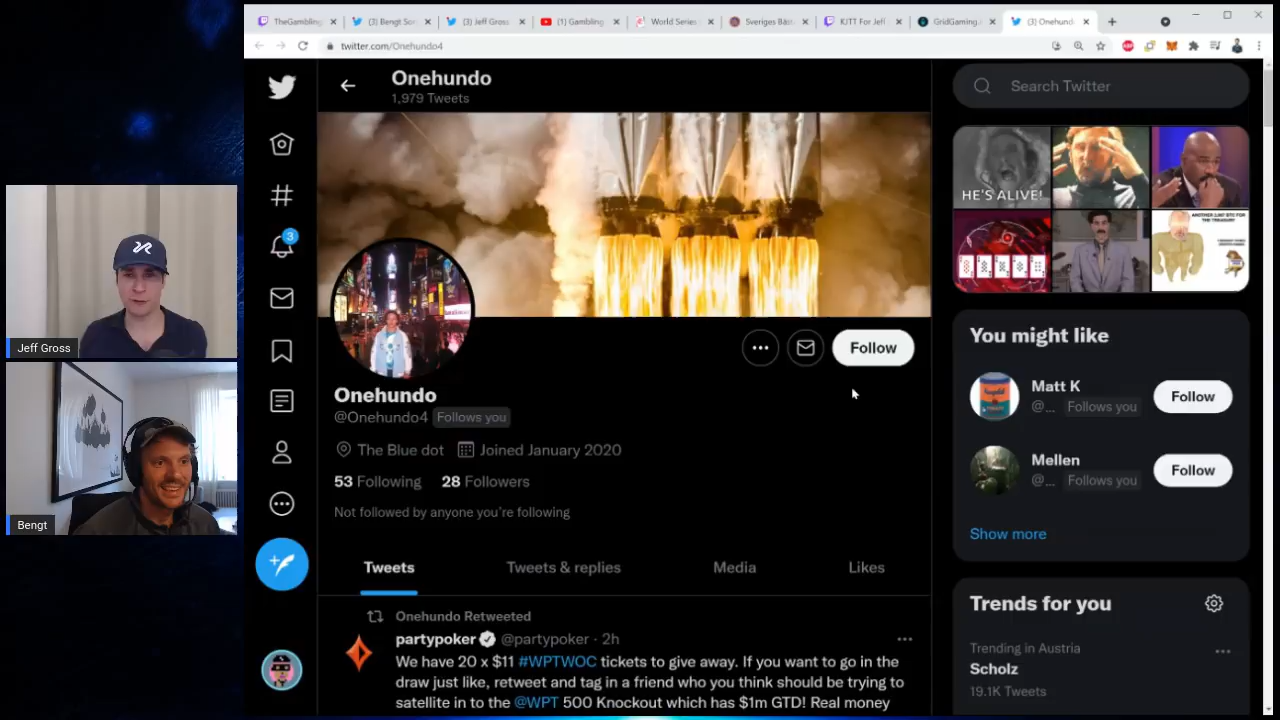 TheGambling
(3) Bengt Son
(3) Jeff Gross
(1) Gambling
World Series
Sveriges Bäst
KJTT For Jeff
GridGaming
(3) Onehund
twitter.com/Onehundo4
Onehundo
1,979 Tweets
Search Twitter
HE'S ALIVE!
3
Jeff Gross
Bengt
Follow
Onehundo
@Onehundo4 Follows you
The Blue dot Joined January 2020
53 Following 28 Followers
Not followed by anyone you're following
Tweets Tweets & replies Media Likes
Onehundo Retweeted
partypoker @partypoker · 2h
We have 20 x $11 #WPTWOC tickets to give away. If you want to go in the
draw just like, retweet and tag in a friend who you think should be trying to
satellite in to the @WPT 500 Knockout which has $1m GTD! Real money
You might like
Matt K
@... Follows you
Follow
Mellen
@... Follows you
Follow
Show more
Trends for you
Trending in Austria
Scholz
19.1K Tweets